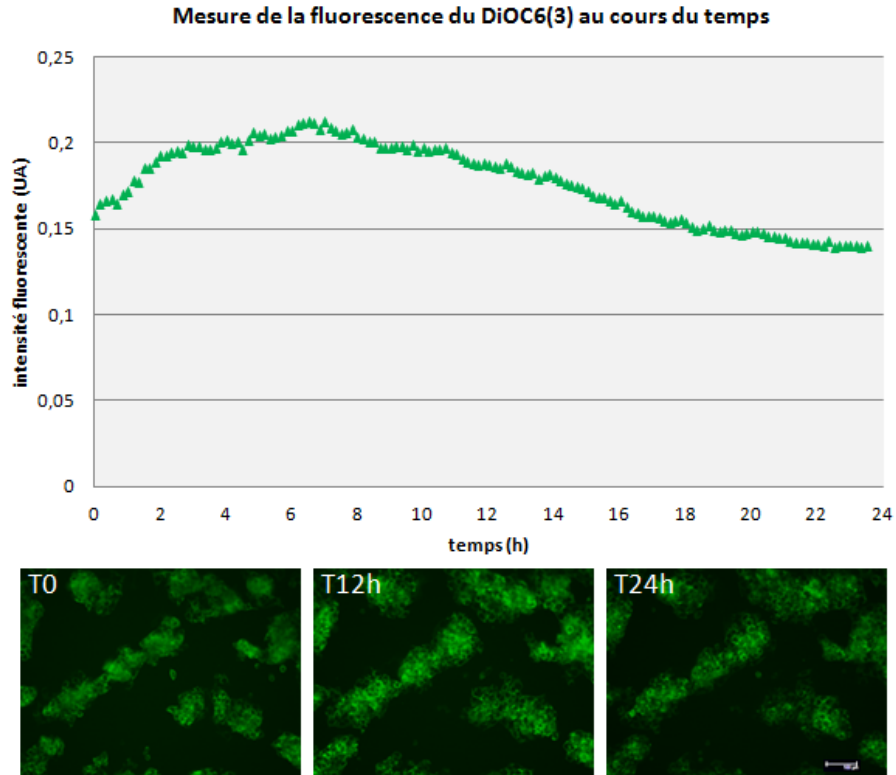 Mesure de la fluorescence du DiOC6(3) au cours du temps
0,25
0,2
0,15
0,1
0,05
0
intensité fluorescente (UA)
0 2 4 6 8 10 12 14 16 18 20 22 24
temps (h)
T0 T12h T24h